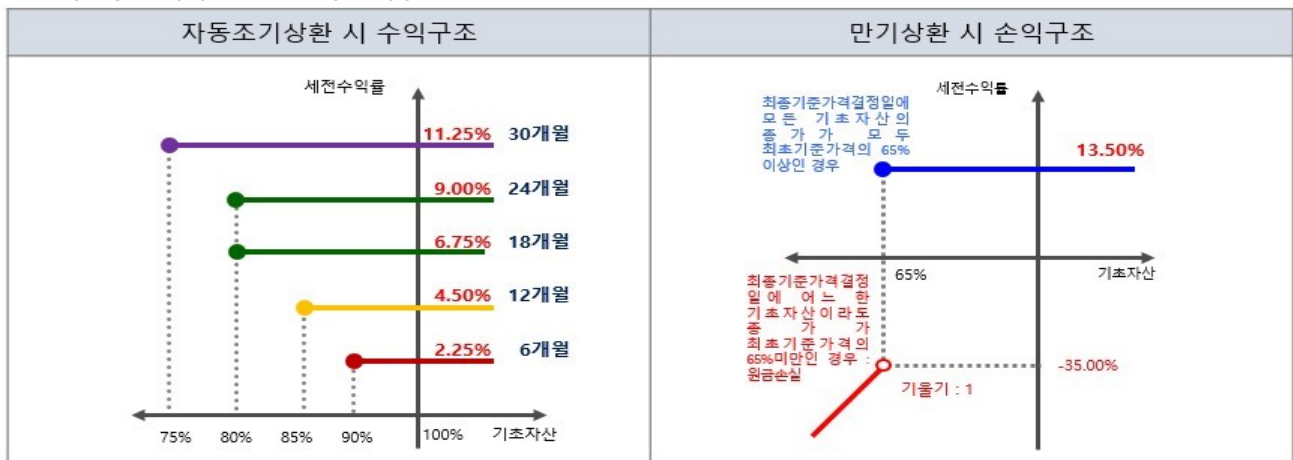 자동조기상환 시 수익구조
만기상환 시 손익구조
세전수익률
11.25% 30개월
9.00% 24개월
6.75% 18개월
4.50% 12개월
2.25% 6개월
75% 80% 85% 90% 100% 기초자산
세전수익률
최종기준가격결정일에
모든 기초자산의
종가가 모두
최초기준가격의 65%
이상인 경우
13.50%
65%
기초자산
최종기준가격결정
일에 어느 한
기초자산이라도
종가가
최초기준가격의
65%미만인 경우 :
원금손실
-35.00%
기울기 : 1